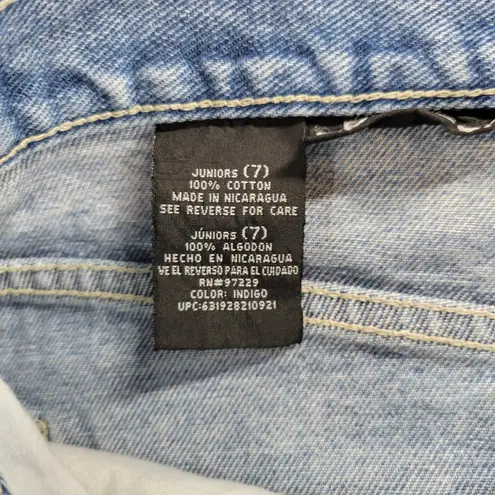 JUNIORS (7)
100% COTTON
MADE IN NICARAGUA
SEE REVERSE FOR CARE
JÚNIORS (7)
100% ALGODON
HECHO EN NICARAGUA
VE EL REVERSO PARA EL CUIDADO
RN#97229
COLOR: INDIGO
UPC:631928210921